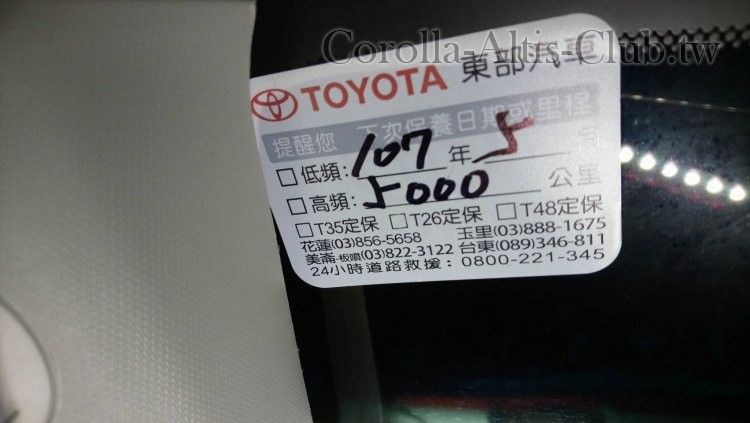 Corolla-Altis-Club.tw
TOYOTA 東部汽車
提醒您 下次保養日期或里程
□低頻: 107 年 5 月
□高頻: 5000 公里
□T35定保 □T26定保 □T48定保
花蓮(03)856-5658 玉里(03)888-1675
美崙-板噴(03)822-3122 台東(089)346-811
24小時道路救援: 0800-221-345